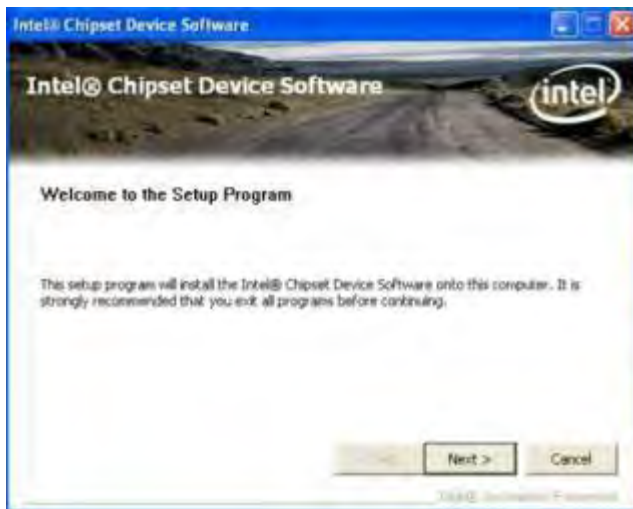 Intel® Chipset Device Software
Intel® Chipset Device Software
intel
Welcome to the Setup Program
This setup program will install the Intel® Chipset Device Software onto this computer. It is
strongly recommended that you exit all programs before continuing.
Next >
Cancel